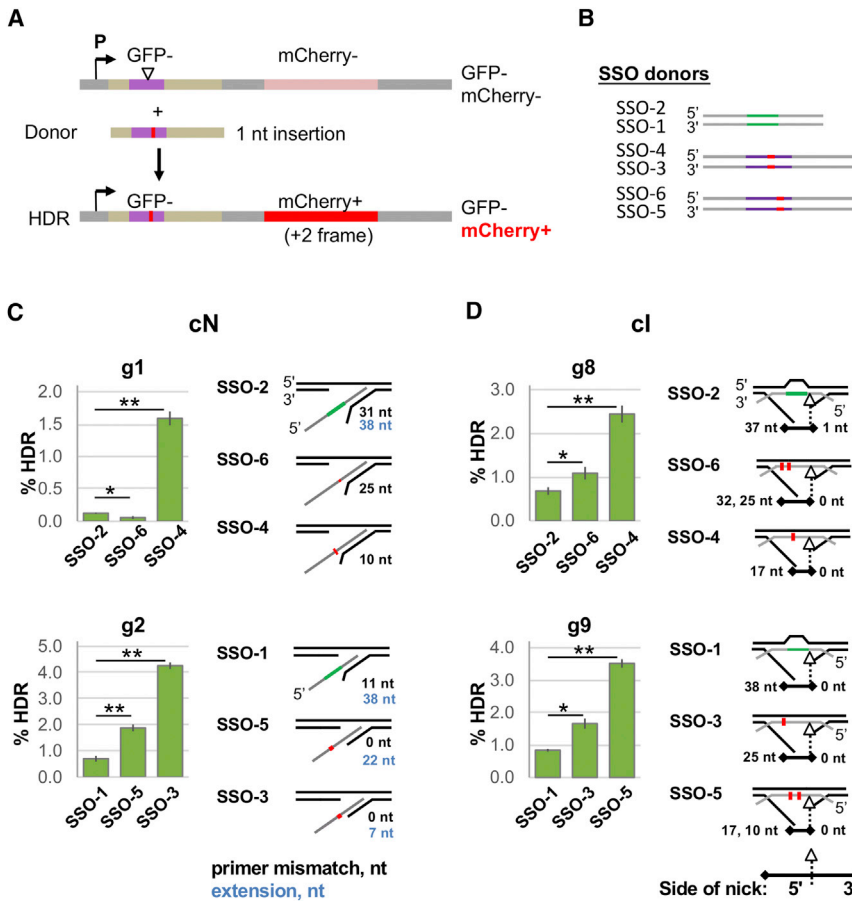 A
P
GFP-
mCherry-
GFP-
mCherry-
+
Donor
1 nt insertion
HDR
GFP-
mCherry+
(+2 frame)
GFP-
mCherry+
B
SSO donors
SSO-2 5'
SSO-1 3'
SSO-4 5'
SSO-3 3'
SSO-6 5'
SSO-5 3'
C
cN
g1
% HDR
2.0
1.5
1.0
0.5
0.0
**
*
SSO-2
SSO-6
SSO-4
SSO-2
5'
3'
5'
31 nt
38 nt
SSO-6
25 nt
SSO-4
10 nt
g2
% HDR
5.0
4.0
3.0
2.0
1.0
0.0
**
**
SSO-1
SSO-5
SSO-3
SSO-1
5'
11 nt
38 nt
SSO-5
0 nt
22 nt
SSO-3
0 nt
7 nt
primer mismatch, nt
extension, nt
D
cI
g8
% HDR
3.0
2.0
1.0
0.0
**
*
SSO-2
SSO-6
SSO-4
SSO-2
5'
3'
5'
37 nt
1 nt
SSO-6
32, 25 nt
0 nt
SSO-4
17 nt
0 nt
g9
% HDR
4.0
3.0
2.0
1.0
0.0
**
*
SSO-1
SSO-3
SSO-5
SSO-1
5'
38 nt
0 nt
SSO-3
5'
25 nt
0 nt
SSO-5
5'
17, 10 nt
0 nt
Side of nick: 5' 3'